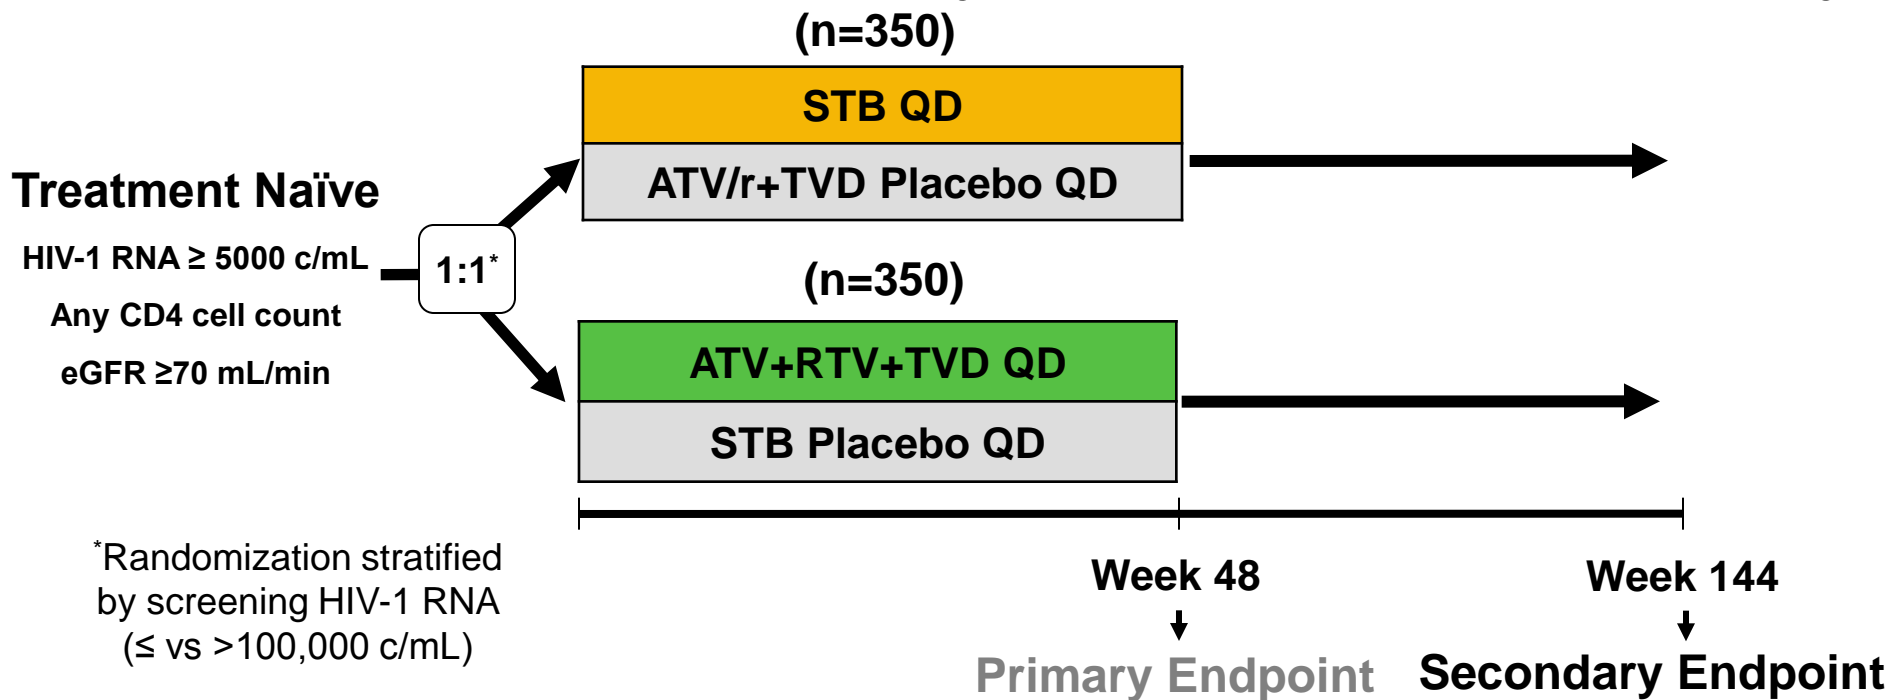 (n=350)
STB QD
ATV/r+TVD Placebo QD
Treatment Naïve
HIV-1 RNA ≥ 5000 c/mL
Any CD4 cell count
eGFR ≥70 mL/min
1:1*
(n=350)
ATV+RTV+TVD QD
STB Placebo QD
*Randomization stratified
by screening HIV-1 RNA
(≤ vs >100,000 c/mL)
Week 48
Week 144
Primary Endpoint
Secondary Endpoint